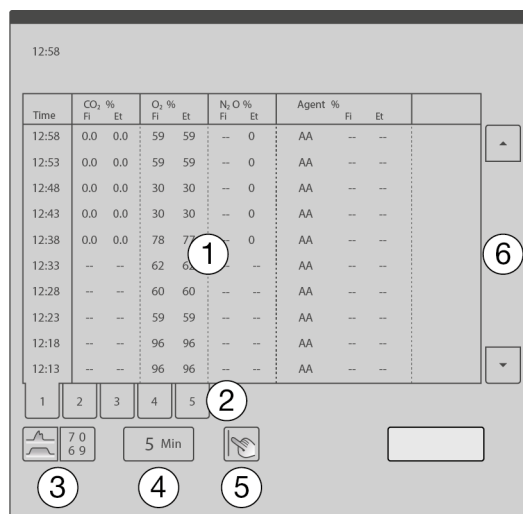 12:58
CO₂ % O₂ % N₂O % Agent %
Time Fi Et Fi Et Fi Et Fi Et
12:58 0.0 0.0 59 59 -- 0 AA -- --
12:53 0.0 0.0 59 59 -- 0 AA -- --
12:48 0.0 0.0 30 30 -- 0 AA -- --
12:43 0.0 0.0 30 30 -- 0 AA -- --
12:38 0.0 0.0 78 -- 0 AA -- --
12:33 -- -- 62 -- -- AA -- --
12:28 -- -- 60 60 -- -- AA -- --
12:23 -- -- 59 59 -- -- AA -- --
12:18 -- -- 96 96 -- -- AA -- --
12:13 -- -- 96 96 -- -- AA -- --
1
6
1 2 3 4 5
2
70
69
5 Min
3 4 5